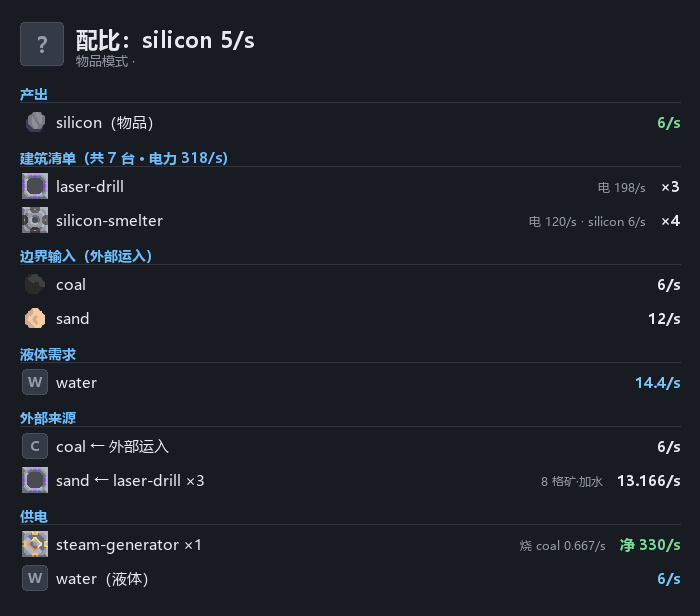 ?
配比：silicon 5/s
物品模式 ·
产出
silicon（物品） 6/s
建筑清单（共 7 台 • 电力 318/s）
laser-drill 电 198/s ×3
silicon-smelter 电 120/s · silicon 6/s ×4
边界输入（外部运入）
coal 6/s
sand 12/s
液体需求
W water 14.4/s
外部来源
C coal ← 外部运入 6/s
sand ← laser-drill ×3 8 格矿·加水 13.166/s
供电
steam-generator ×1 烧 coal 0.667/s 净 330/s
W water（液体） 6/s